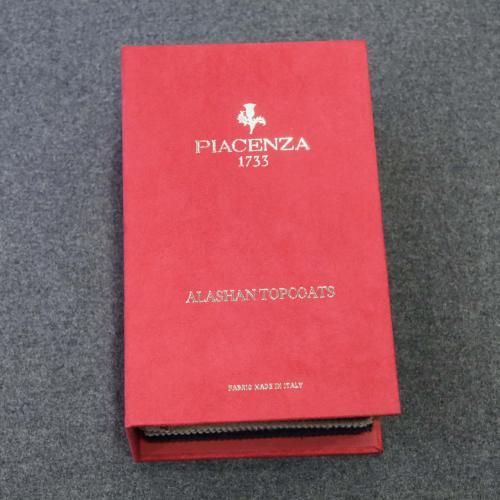 PIACENZA
1733
ALASHAN TOPCOATS
FABRIC MADE IN ITALY